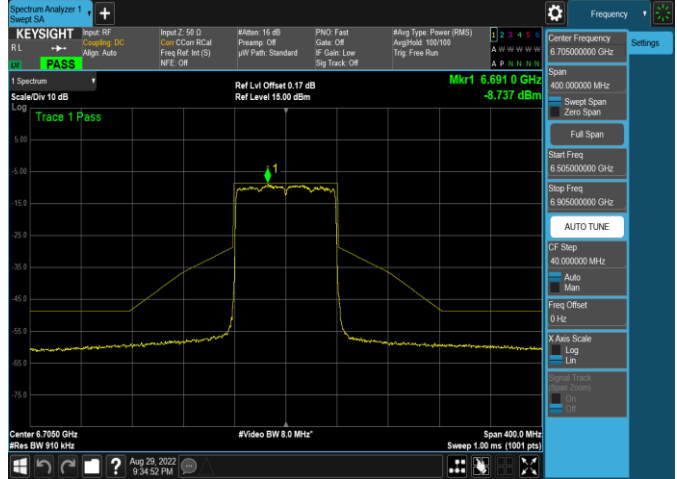 Spectrum Analyzer 1
Swept SA
+
Frequency
KEYSIGHT
RL
LV PASS
Input: RF
Coupling: DC
Align: Auto
Input Z: 50 Ω
Corr CCorr RCal
Freq Ref: Int (S)
NFE: Off
#Atten: 16 dB
Preamp: Off
µW Path: Standard
PNO: Fast
Gate: Off
IF Gain: Low
Sig Track: Off
#Avg Type: Power (RMS)
Avg|Hold: 100/100
Trig: Free Run
1 2 3 4 5 6
A W W W W W
A P N N N N
1 Spectrum
Scale/Div 10 dB
Log
Ref Lvl Offset 0.17 dB
Ref Level 15.00 dBm
Mkr1 6.691 0 GHz
-8.737 dBm
Trace 1 Pass
1
5.00
-5.00
-15.0
-25.0
-35.0
-45.0
-55.0
-65.0
-75.0
Center 6.7050 GHz
#Res BW 910 kHz
#Video BW 8.0 MHz*
Span 400.0 MHz
Sweep 1.00 ms (1001 pts)
Aug 29, 2022
9:34:52 PM
?
Center Frequency
6.705000000 GHz
Settings
Span
400.000000 MHz
Swept Span
Zero Span
Full Span
Start Freq
6.505000000 GHz
Stop Freq
6.905000000 GHz
AUTO TUNE
CF Step
40.000000 MHz
Auto
Man
Freq Offset
0 Hz
X Axis Scale
Log
Lin
Signal Track
(Span Zoom)
On
Off